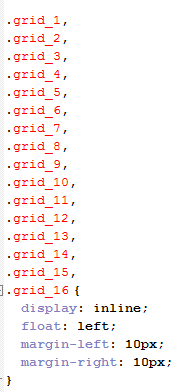 .grid_1,
.grid_2,
.grid_3,
.grid_4,
.grid_5,
.grid_6,
.grid_7,
.grid_8,
.grid_9,
.grid_10,
.grid_11,
.grid_12,
.grid_13,
.grid_14,
.grid_15,
.grid_16 {
  display: inline;
  float: left;
  margin-left: 10px;
  margin-right: 10px;
}